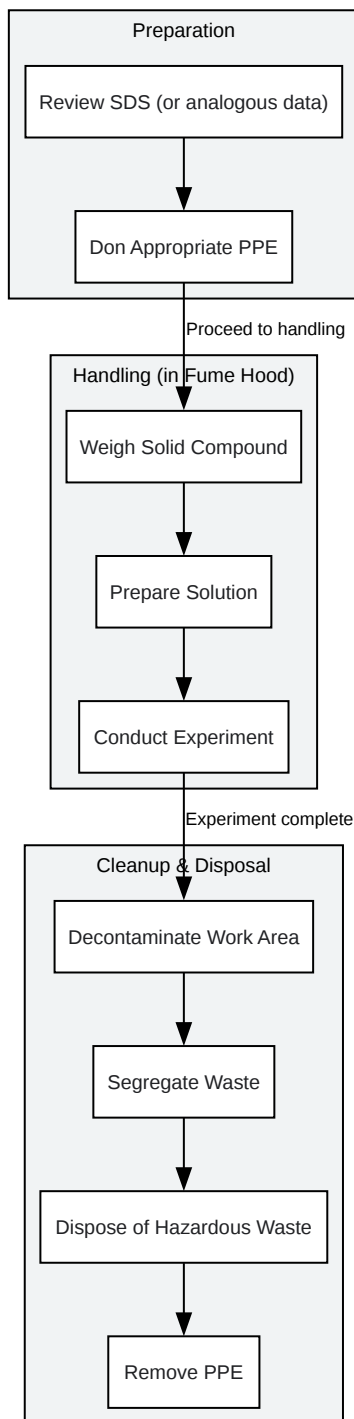 Preparation
Review SDS (or analogous data)
Don Appropriate PPE
Proceed to handling
Handling (in Fume Hood)
Weigh Solid Compound
Prepare Solution
Conduct Experiment
Experiment complete
Cleanup & Disposal
Decontaminate Work Area
Segregate Waste
Dispose of Hazardous Waste
Remove PPE